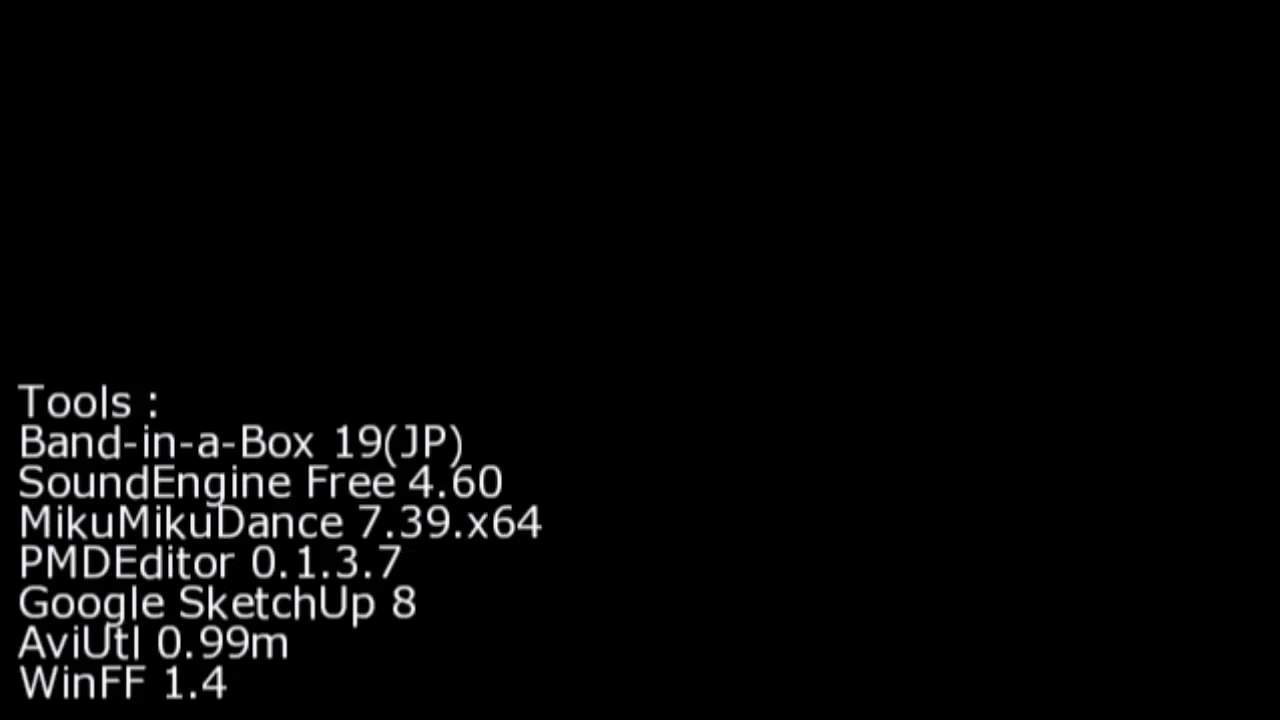 Tools :
Band-in-a-Box 19(JP)
SoundEngine Free 4.60
MikuMikuDance 7.39.x64
PMDEditor 0.1.3.7
Google SketchUp 8
AviUtl 0.99m
WinFF 1.4